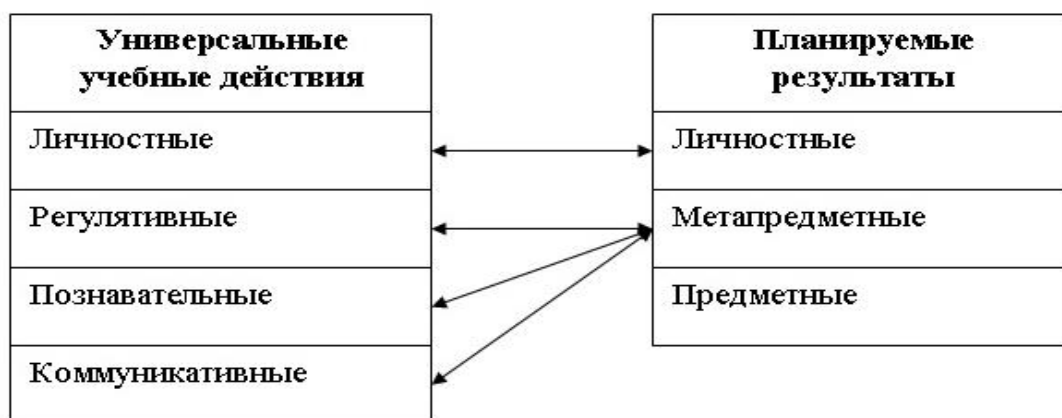 Универсальные
учебные действия
Личностные
Регулятивные
Познавательные
Коммуникативные
Планируемые
результаты
Личностные
Метапредметные
Предметные